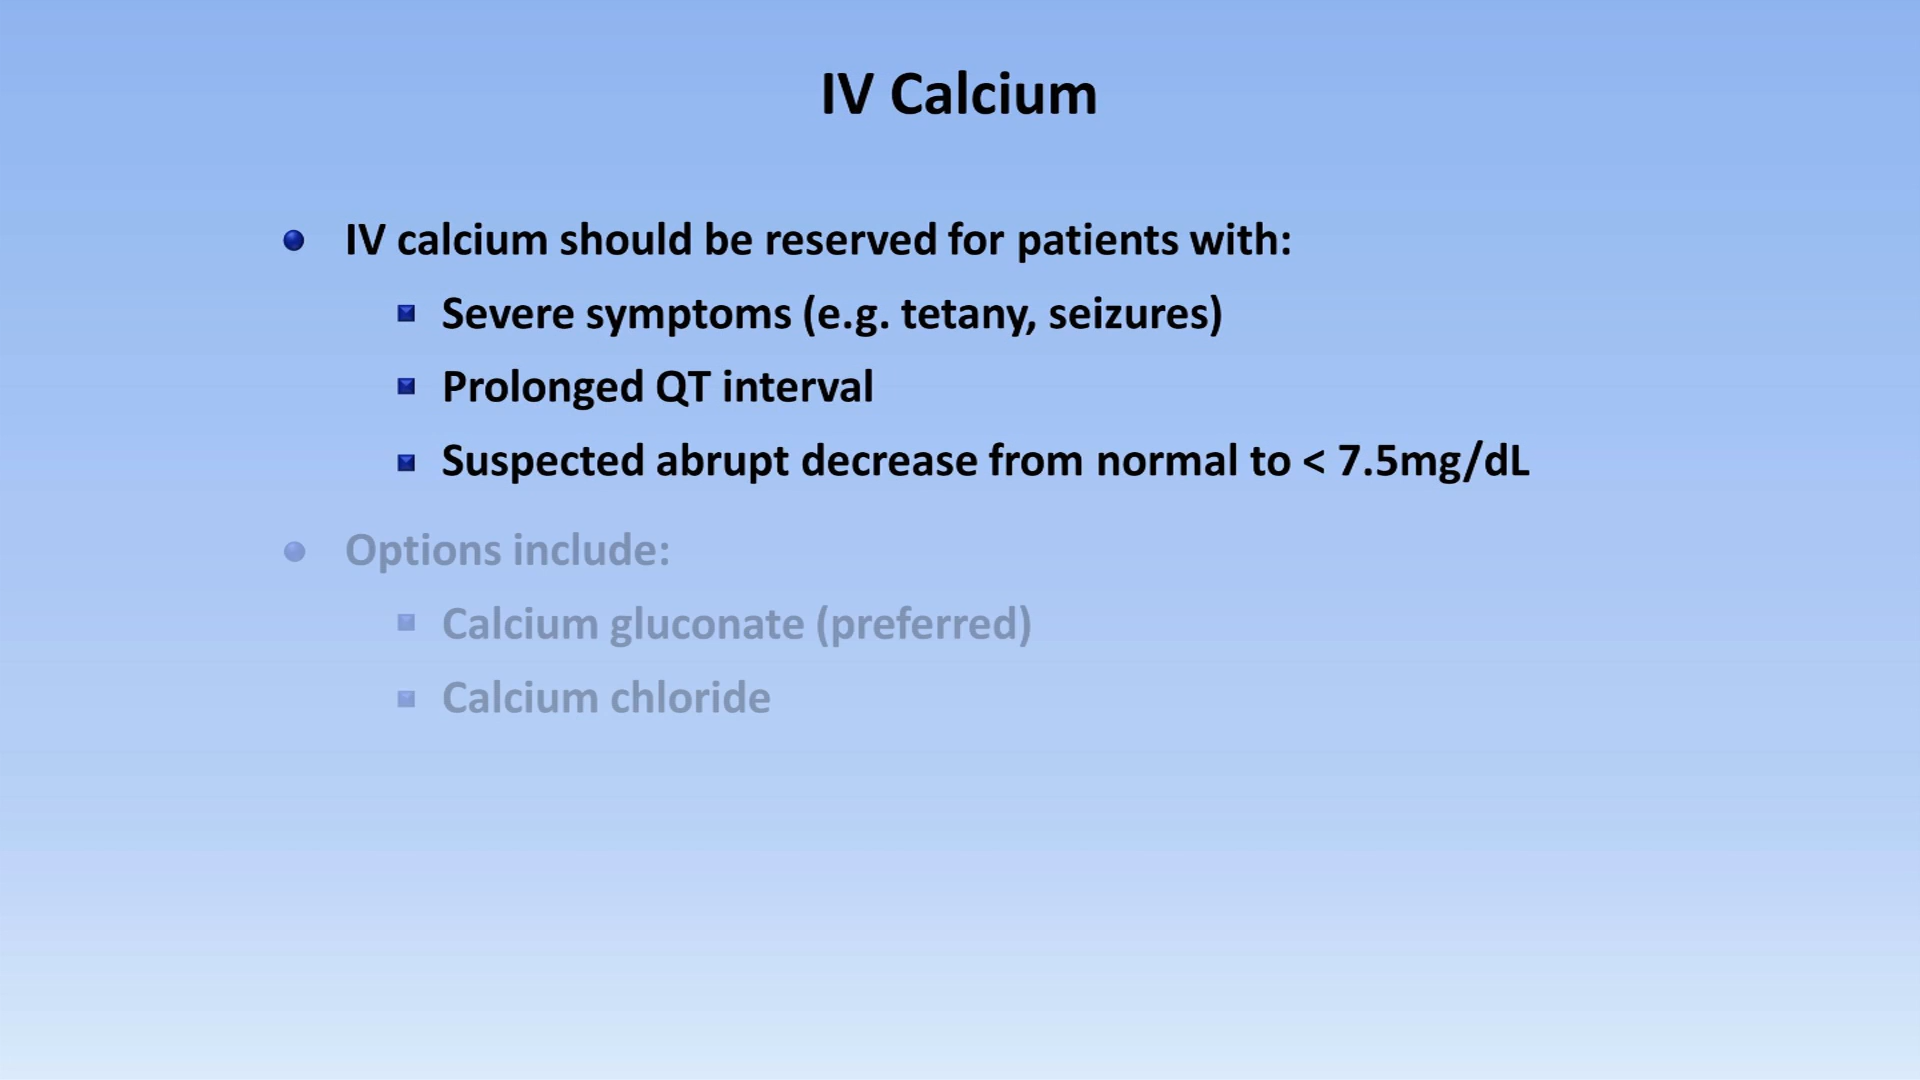 IV Calcium
IV calcium should be reserved for patients with:
Severe symptoms (e.g. tetany, seizures)
Prolonged QT interval
Suspected abrupt decrease from normal to < 7.5mg/dL
Options include:
Calcium gluconate (preferred)
Calcium chloride